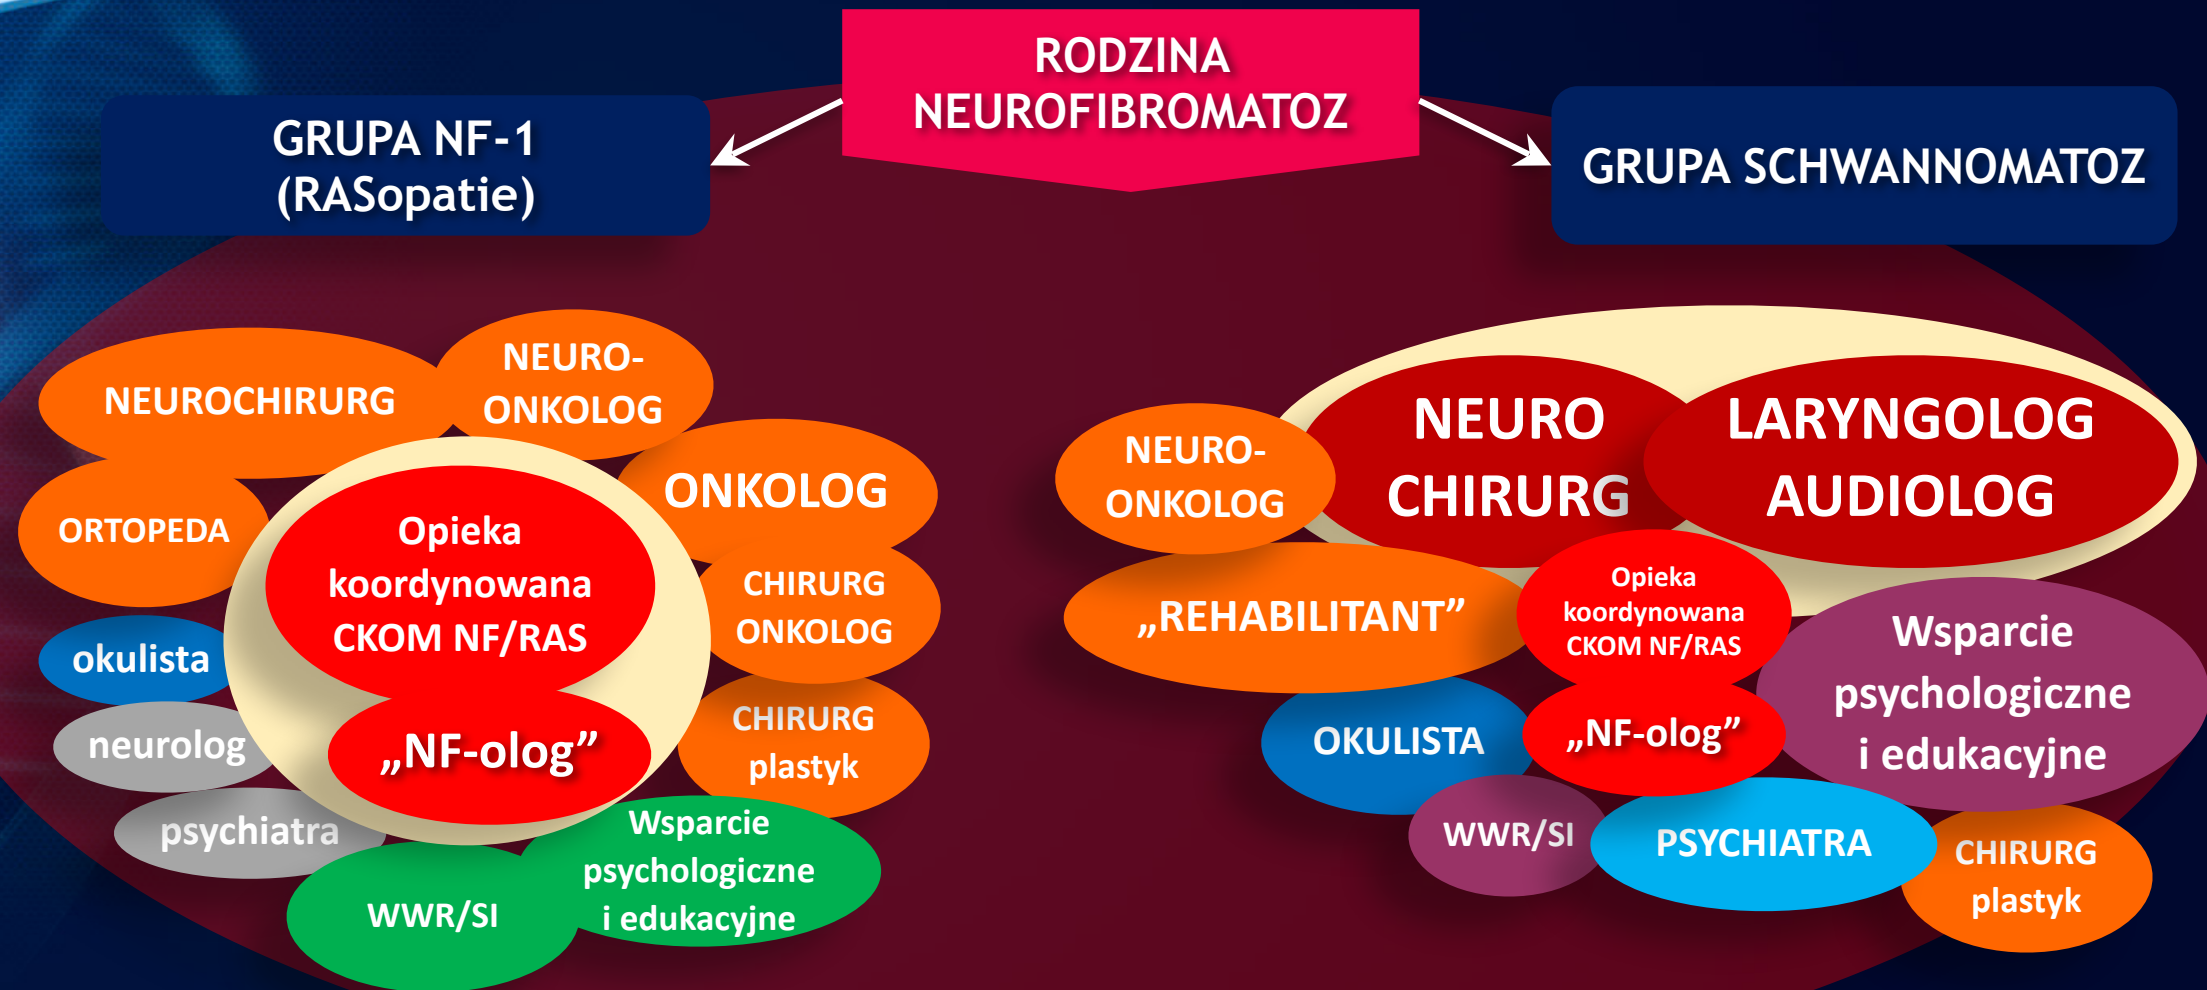 RODZINA
NEUROFIBROMATOZ
GRUPA NF-1
(RASopatie)
GRUPA SCHWANNOMATOZ
NEUROCHIRURG
NEURO-
ONKOLOG
ONKOLOG
ORTOPEDA
Opieka
koordynowana
CKOM NF/RAS
CHIRURG
ONKOLOG
okulista
neurolog
„NF-olog”
CHIRURG
plastyk
psychiatra
WWR/SI
Wsparcie
psychologiczne
i edukacyjne
NEURO-
ONKOLOG
NEURO
CHIRURG
LARYNGOLOG
AUDIOLOG
„REHABILITANT”
Opieka
koordynowana
CKOM NF/RAS
Wsparcie
psychologiczne
i edukacyjne
OKULISTA
„NF-olog”
WWR/SI
PSYCHIATRA
CHIRURG
plastyk